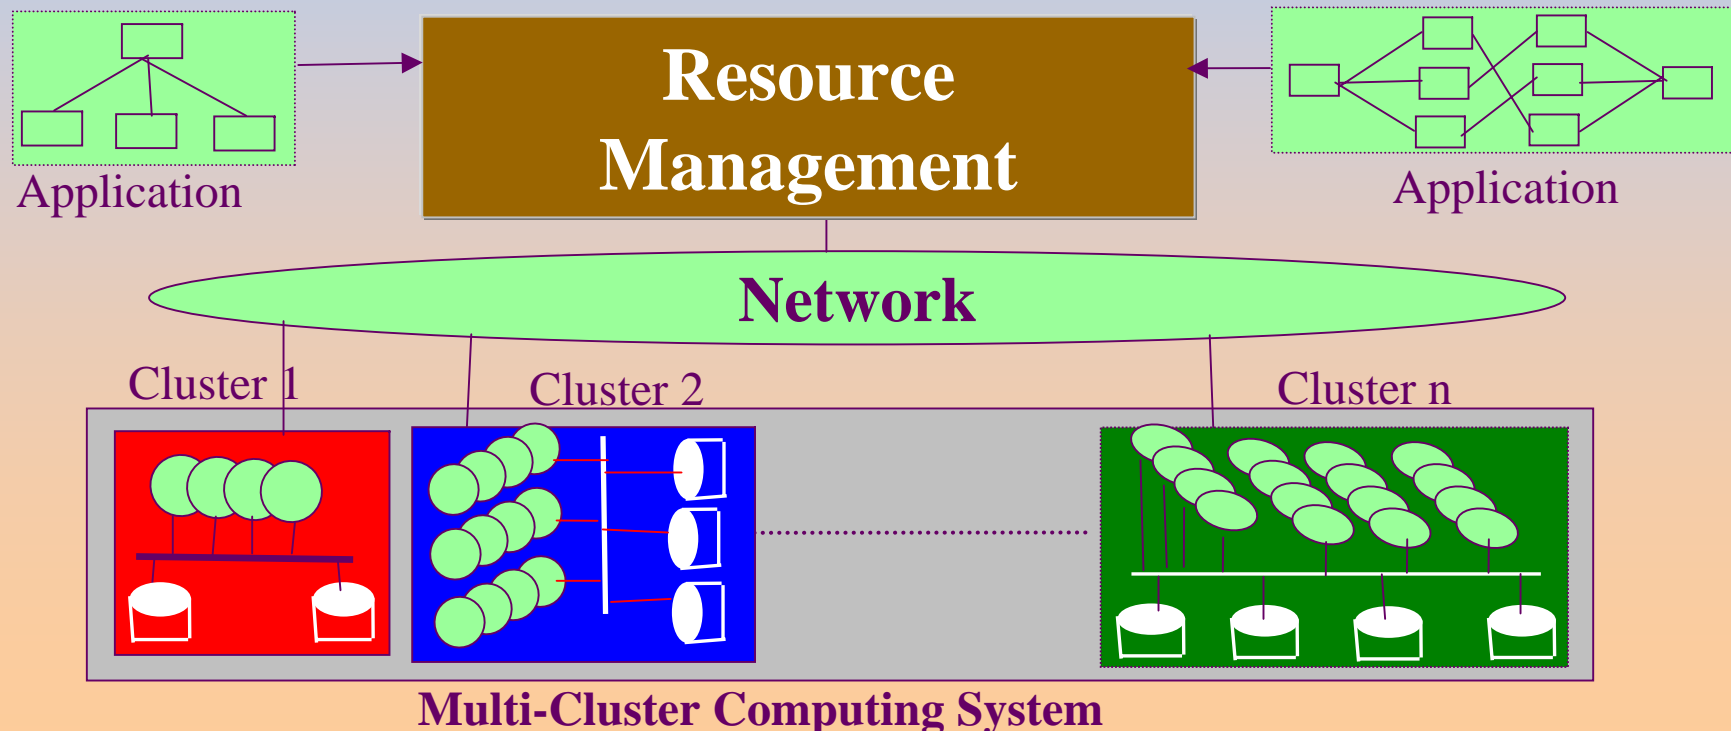 Resource
Management
Application
Application
Network
Cluster 1
Cluster 2
Cluster n
Multi-Cluster Computing System